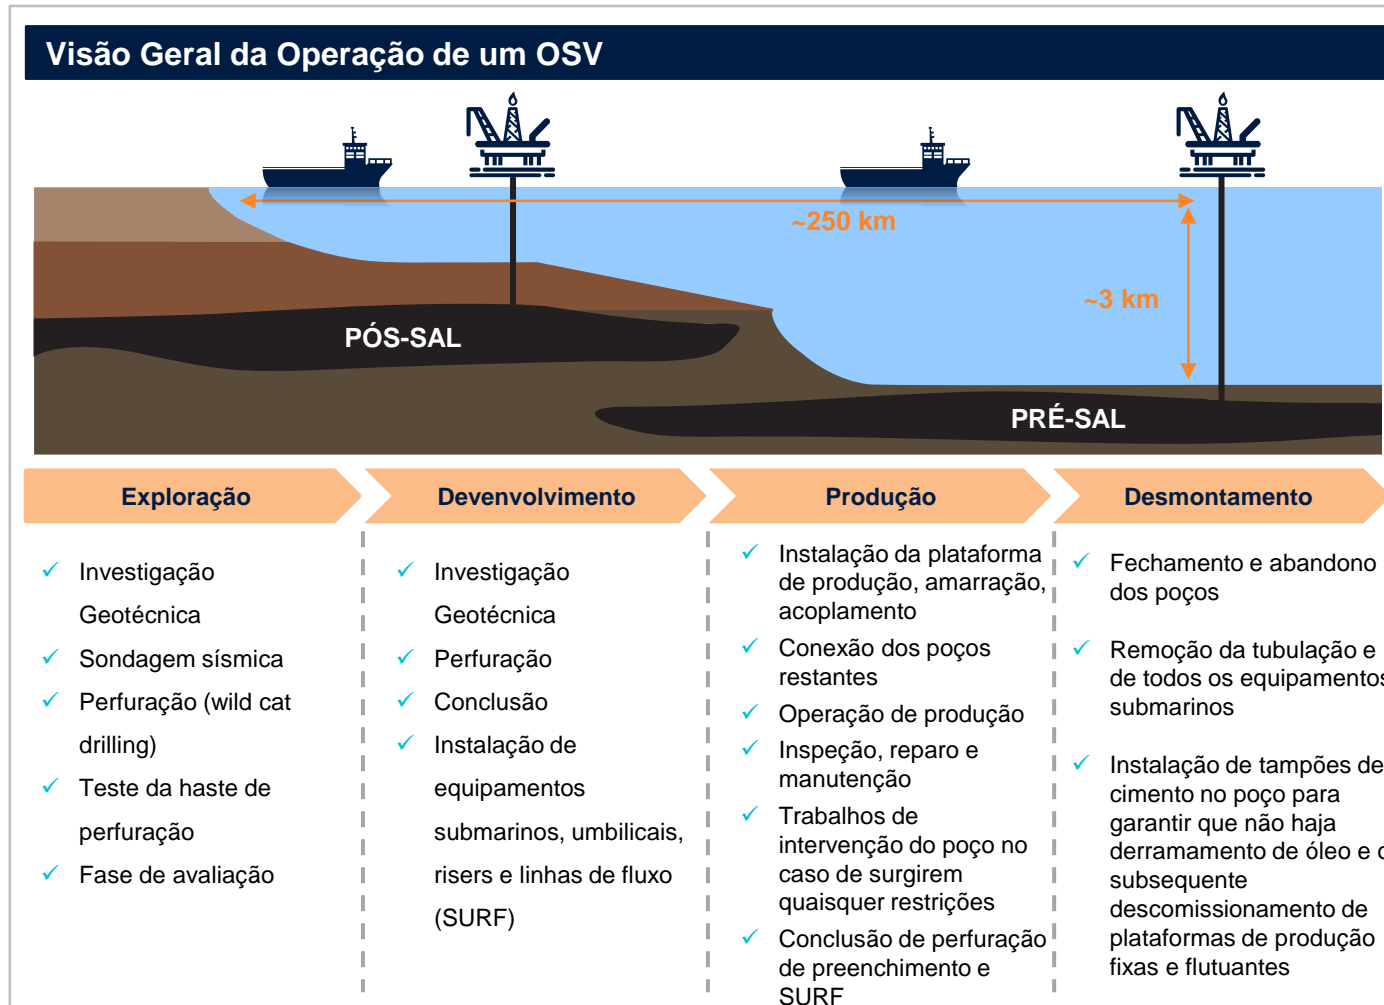 Visão Geral da Operação de um OSV
~250 km
~3 km
PÓS-SAL
PRÉ-SAL
Exploração
Devenvolvimento
Produção
Desmontamento
Investigação
Geotécnica
Sondagem sísmica
Perfuração (wild cat
drilling)
Teste da haste de
perfuração
Fase de avaliação
Investigação
Geotécnica
Perfuração
Conclusão
Instalação de
equipamentos
submarinos, umbilicais,
risers e linhas de fluxo
(SURF)
Instalação da plataforma
de produção, amarração,
acoplamento
Conexão dos poços
restantes
Operação de produção
Inspeção, reparo e
manutenção
Trabalhos de
intervenção do poço no
caso de surgirem
quaisquer restrições
Conclusão de perfuração
de preenchimento e
SURF
Fechamento e abandono
dos poços
Remoção da tubulação e
de todos os equipamentos
submarinos
Instalação de tampões de
cimento no poço para
garantir que não haja
derramamento de óleo e
subsequente
descomissionamento de
plataformas de produção
fixas e flutuantes